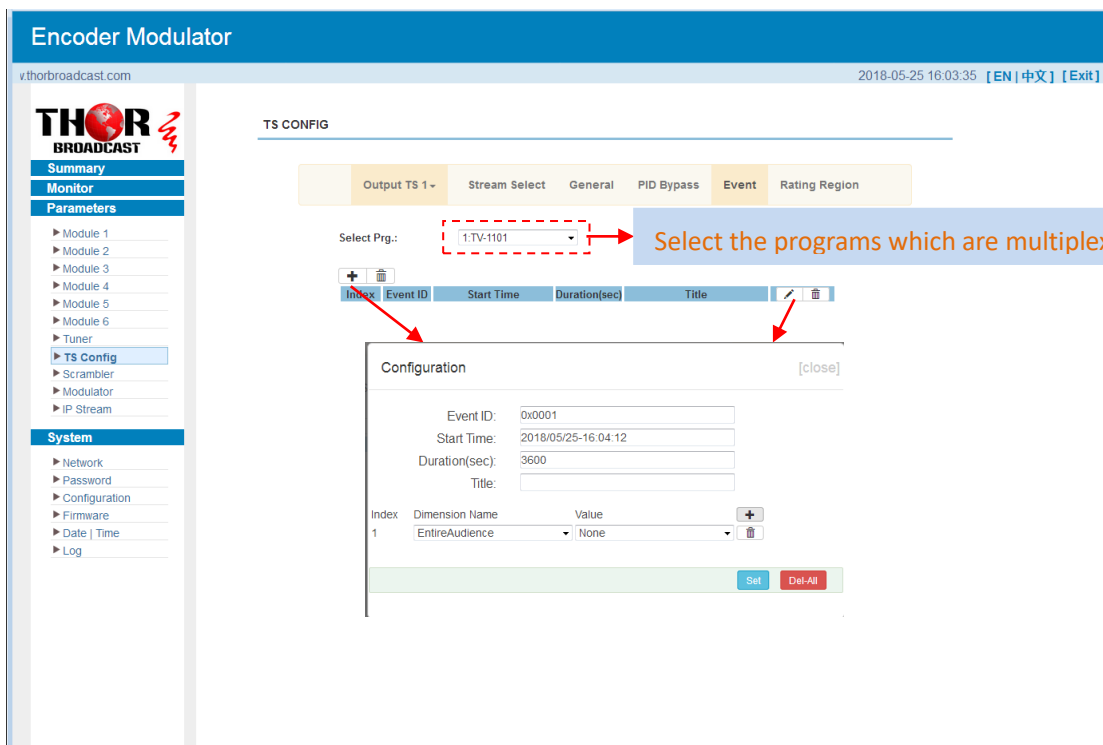 Encoder Modulator
v.thorbroadcast.com
2018-05-25 16:03:35 [ EN | 中文 ] [ Exit ]
THOR
BROADCAST
Summary
Monitor
Parameters
Module 1
Module 2
Module 3
Module 4
Module 5
Module 6
Tuner
TS Config
Scrambler
Modulator
IP Stream
System
Network
Password
Configuration
Firmware
Date | Time
Log
TS CONFIG
Output TS 1 Stream Select General PID Bypass Event Rating Region
Select Prg.: 1:TV-1101
Select the programs which are multiplex
Index Event ID Start Time Duration(sec) Title
Configuration [close]
Event ID: 0x0001
Start Time: 2018/05/25-16:04:12
Duration(sec): 3600
Title:
Index Dimension Name Value
1 EntireAudience None
Set Del-All